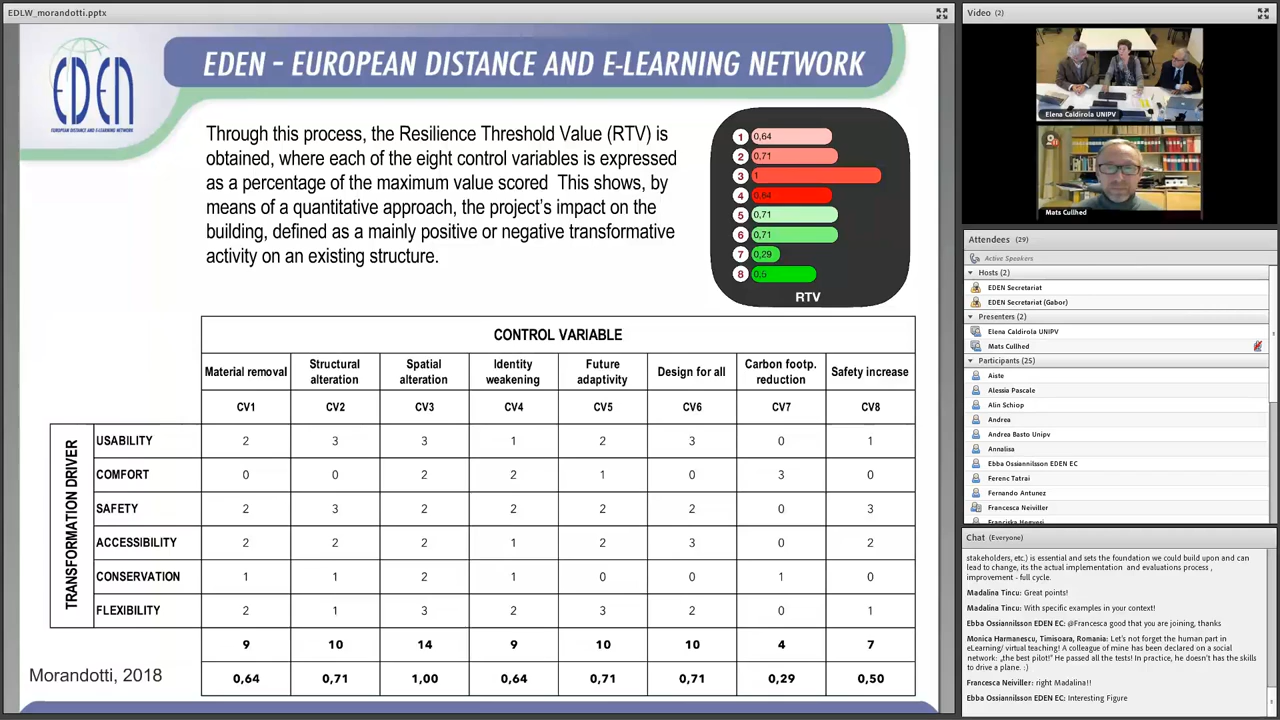 EDLW_morandotti.pptx
EDEN
EUROPEAN DISTANCE AND E-LEARNING NETWORK
EDEN – EUROPEAN DISTANCE AND E-LEARNING NETWORK
Through this process, the Resilience Threshold Value (RTV) is
obtained, where each of the eight control variables is expressed
as a percentage of the maximum value scored This shows, by
means of a quantitative approach, the project's impact on the
building, defined as a mainly positive or negative transformative
activity on an existing structure.
1 0,64
2 0,71
3 1
4 0,64
5 0,71
6 0,71
7 0,29
8 0,5
RTV
CONTROL VARIABLE
Material removal Structural alteration Spatial alteration Identity weakening Future adaptivity Design for all Carbon footp. reduction Safety increase
CV1 CV2 CV3 CV4 CV5 CV6 CV7 CV8
TRANSFORMATION DRIVER
USABILITY 2 3 3 1 2 3 0 1
COMFORT 0 0 2 2 1 0 3 0
SAFETY 2 3 2 2 2 2 0 3
ACCESSIBILITY 2 2 2 1 2 3 0 2
CONSERVATION 1 1 2 1 0 0 1 0
FLEXIBILITY 2 1 3 2 3 2 0 1
9 10 14 9 10 10 4 7
0,64 0,71 1,00 0,64 0,71 0,71 0,29 0,50
Morandotti, 2018
Video (2)
Elena Caldirola UNIPV
Mats Cullhed
Attendees (29)
Active Speakers
Hosts (2)
EDEN Secretariat
EDEN Secretariat (Gabor)
Presenters (2)
Elena Caldirola UNIPV
Mats Cullhed
Participants (25)
Aiste
Alessia Pascale
Alin Schiop
Andrea
Andrea Basto Unipv
Annalisa
Ebba Ossiannilsson EDEN EC
Ferenc Tatrai
Fernando Antunez
Francesca Neiviller
Chat (Everyone)
stakeholders, etc.) is essential and sets the foundation we could build upon and can
lead to change, its the actual implementation and evaluations process ,
improvement - full cycle.
Madalina Tincu: Great points!
Madalina Tincu: With specific examples in your context!
Ebba Ossiannilsson EDEN EC: @Francesca good that you are joining, thanks
Monica Harmanescu, Timisoara, Romania: Let's not forget the human part in
eLearning/ virtual teaching! A colleague of mine has been declared on a social
network: „the best pilot!" He passed all the tests! In practice, he doesn't has the skills
to drive a plane. :)
Francesca Neiviller: right Madalina!!
Ebba Ossiannilsson EDEN EC: Interesting Figure